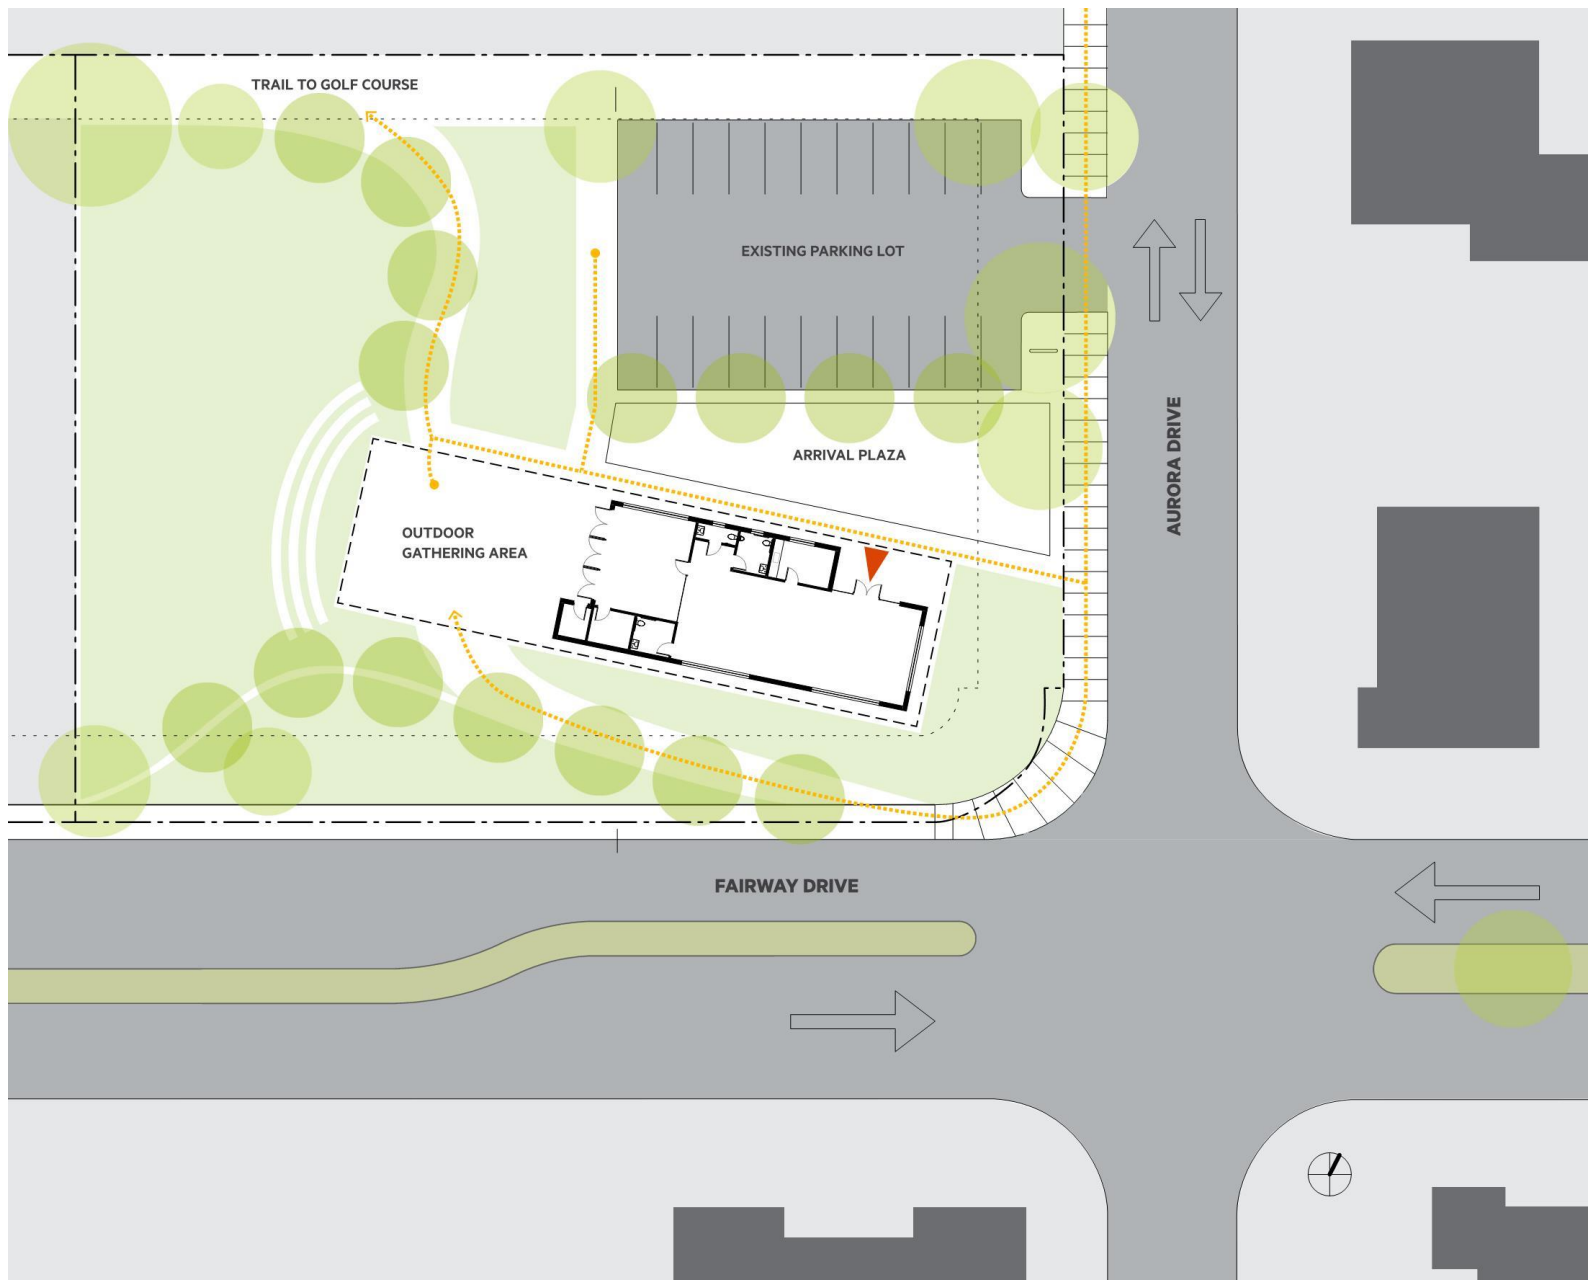 TRAIL TO GOLF COURSE
EXISTING PARKING LOT
ARRIVAL PLAZA
AURORA DRIVE
OUTDOOR
GATHERING AREA
FAIRWAY DRIVE